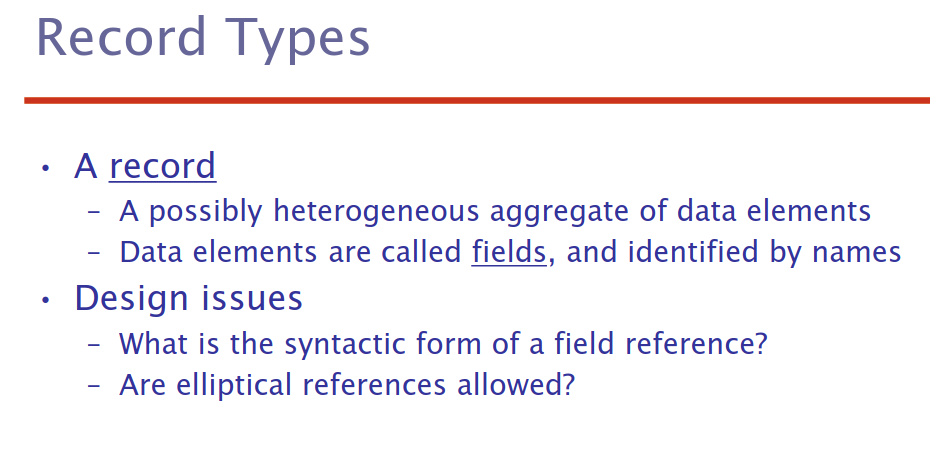 Record Types
• A record
– A possibly heterogeneous aggregate of data elements
– Data elements are called fields, and identified by names
• Design issues
– What is the syntactic form of a field reference?
– Are elliptical references allowed?